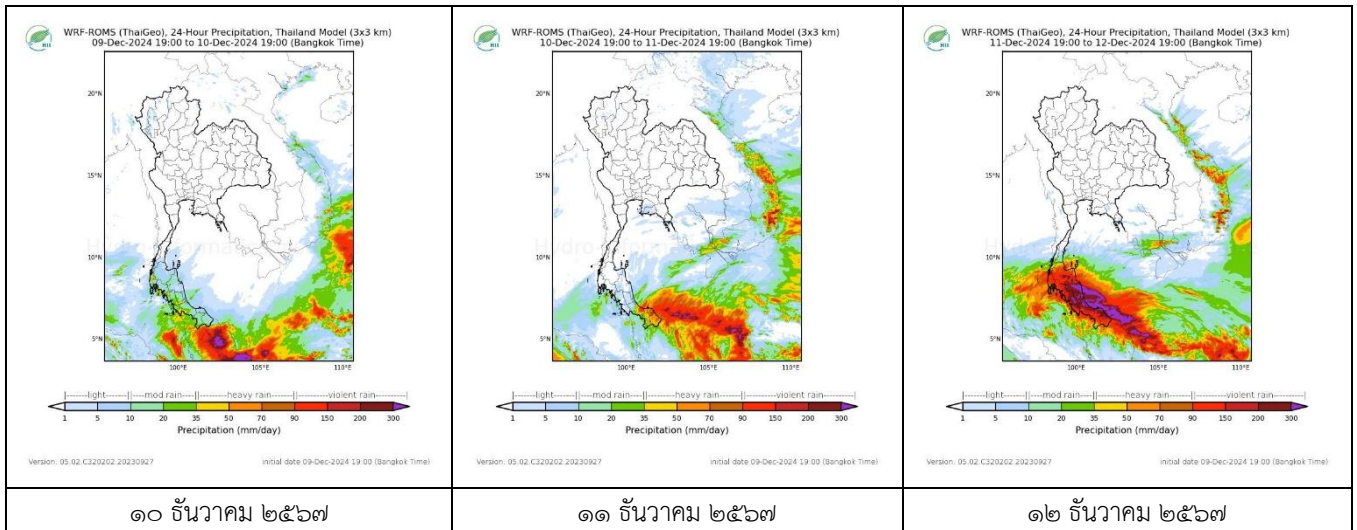 WRF-ROMS (ThaiGeo), 24-Hour Precipitation, Thailand Model (3x3 km)
09-Dec-2024 19:00 to 10-Dec-2024 19:00 (Bangkok Time)
HII
20°N
15°N
10°N
5°N
100°E 105°E 110°E
|------light----||---mod rain---||------heavy rain------||------violent rain----|
1 5 10 20 35 50 70 90 150 200 300
Precipitation (mm/day)
Version: 05.02.C320202.20230927 initial date 09-Dec-2024 19:00 (Bangkok Time)
๑๐ ธันวาคม ๒๕๖๗
WRF-ROMS (ThaiGeo), 24-Hour Precipitation, Thailand Model (3x3 km)
10-Dec-2024 19:00 to 11-Dec-2024 19:00 (Bangkok Time)
HII
20°N
15°N
10°N
5°N
100°E 105°E 110°E
|------light----||---mod rain---||------heavy rain------||------violent rain----|
1 5 10 20 35 50 70 90 150 200 300
Precipitation (mm/day)
Version: 05.02.C320202.20230927 initial date 09-Dec-2024 19:00 (Bangkok Time)
๑๑ ธันวาคม ๒๕๖๗
WRF-ROMS (ThaiGeo), 24-Hour Precipitation, Thailand Model (3x3 km)
11-Dec-2024 19:00 to 12-Dec-2024 19:00 (Bangkok Time)
HII
20°N
15°N
10°N
5°N
100°E 105°E 110°E
|------light----||---mod rain---||------heavy rain------||------violent rain----|
1 5 10 20 35 50 70 90 150 200 300
Precipitation (mm/day)
Version: 05.02.C320202.20230927 initial date 09-Dec-2024 19:00 (Bangkok Time)
๑๒ ธันวาคม ๒๕๖๗